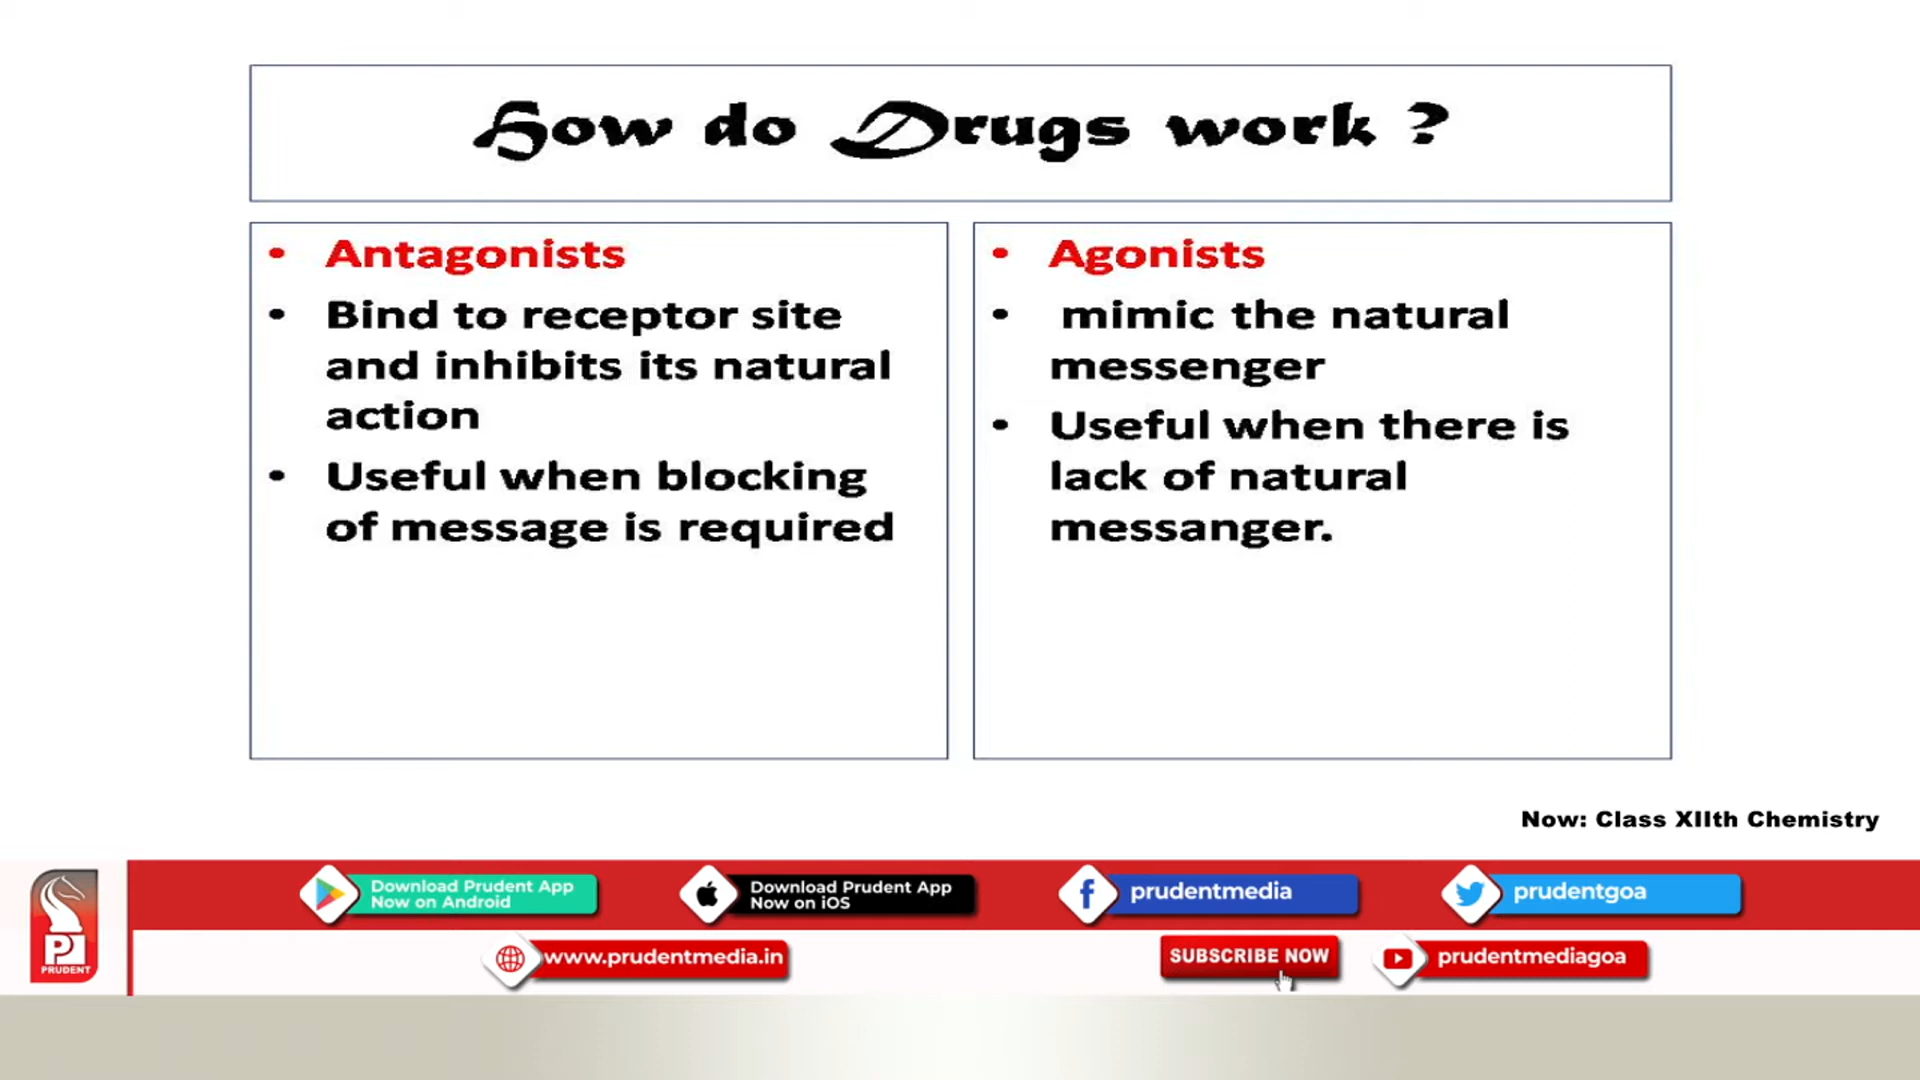 How do Drugs work ?
• Antagonists
• Bind to receptor site
and inhibits its natural
action
• Useful when blocking
of message is required
• Agonists
• mimic the natural
messenger
• Useful when there is
lack of natural
messanger.
Now: Class XIIth Chemistry
PRUDENT
Download Prudent App
Now on Android
Download Prudent App
Now on iOS
prudentmedia
prudentgoa
www.prudentmedia.in
SUBSCRIBE NOW
prudentmediagoa